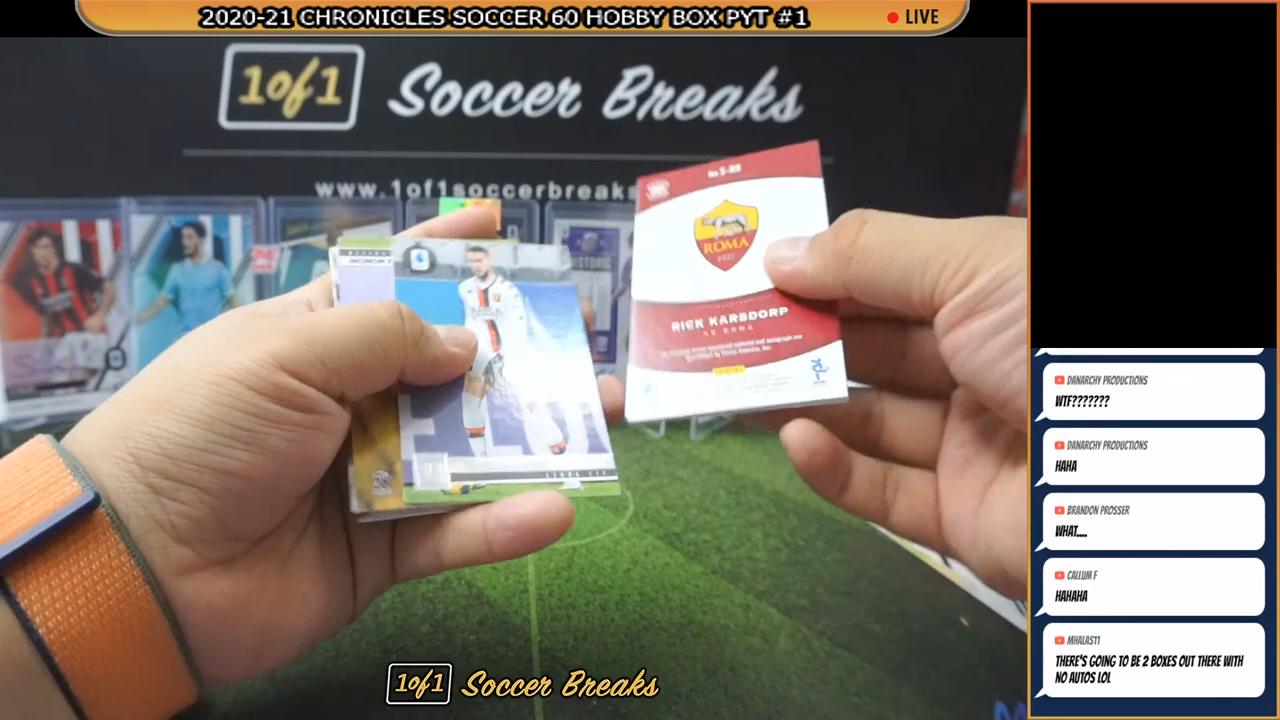 2020-21 CHRONICLES SOCCER 60 HOBBY BOX PYT #1
LIVE
1of1 Soccer Breaks
www.1of1soccerbreaks
ROMA
RICK KARSDORP
AS ROMA
DANARCHY PRODUCTIONS
WTF???????
DANARCHY PRODUCTIONS
HAHA
BRANDON PROSSER
WHAT....
CALLUM F
HAHAHA
MHALAS11
THERE'S GOING TO BE 2 BOXES OUT THERE WITH
NO AUTOS LOL
1of1 Soccer Breaks